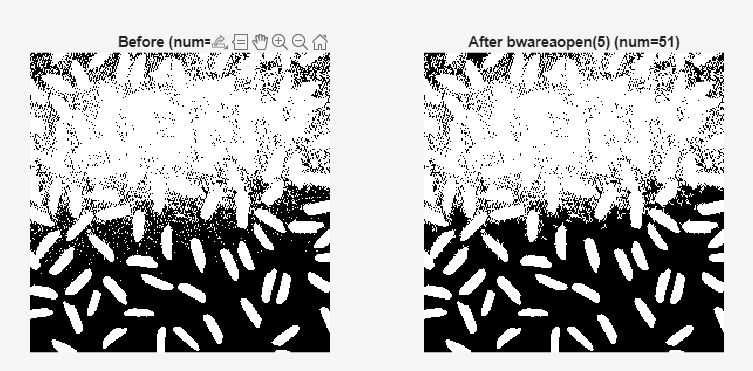 Before (num=
After bwareaopen(5) (num=51)